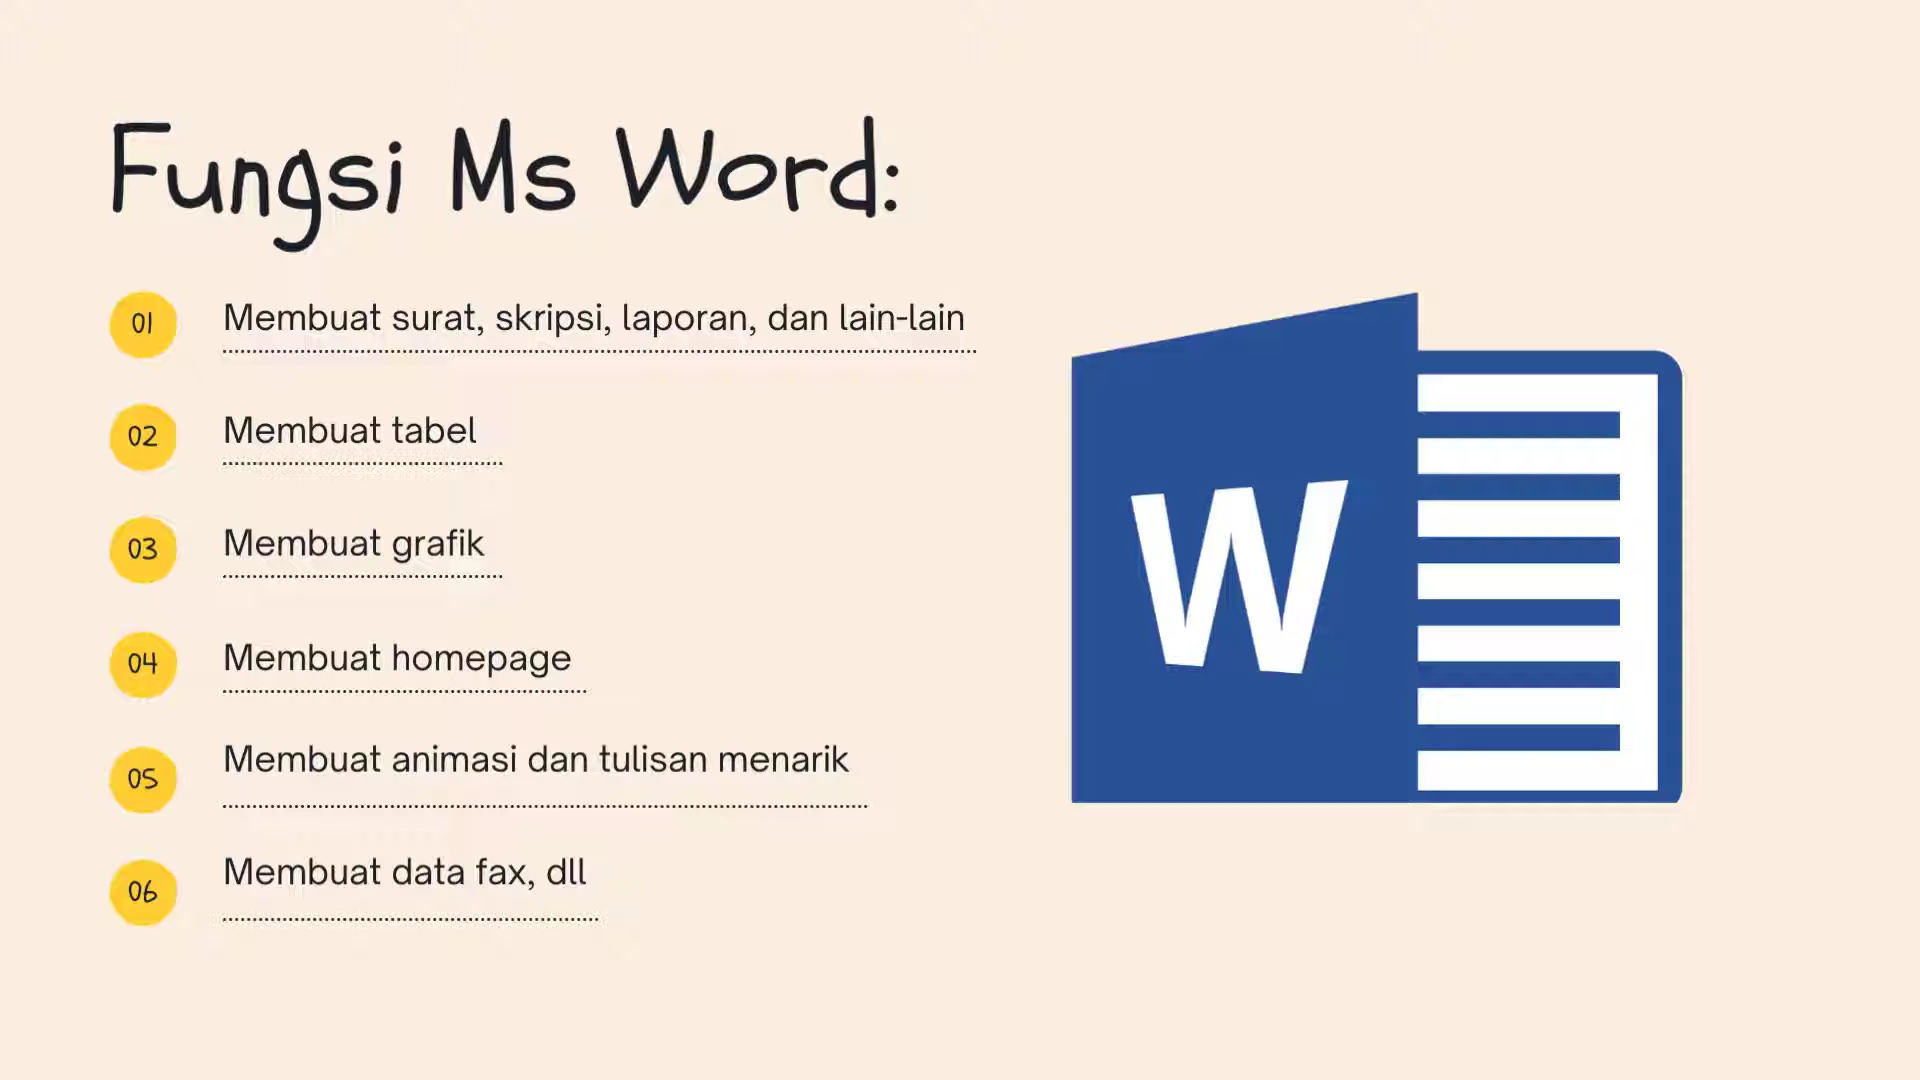 Fungsi Ms Word:
01 Membuat surat, skripsi, laporan, dan lain-lain
02 Membuat tabel
03 Membuat grafik
04 Membuat homepage
05 Membuat animasi dan tulisan menarik
06 Membuat data fax, dll
W